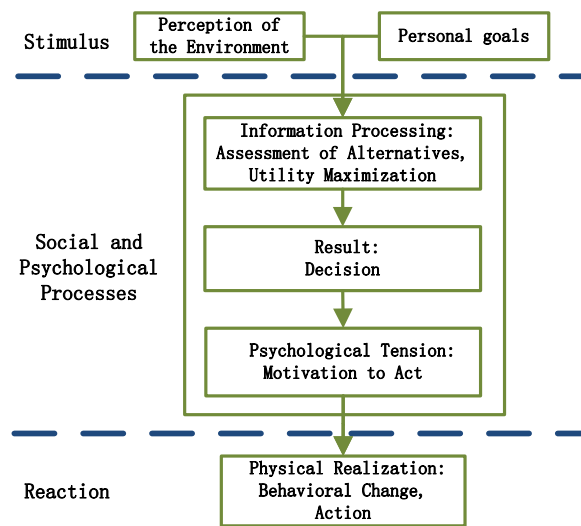 Stimulus
Perception of
the Environment
Personal goals
Information Processing:
Assessment of Alternatives,
Utility Maximization
Social and
Psychological
Processes
Result:
Decision
Psychological Tension:
Motivation to Act
Reaction
Physical Realization:
Behavioral Change,
Action